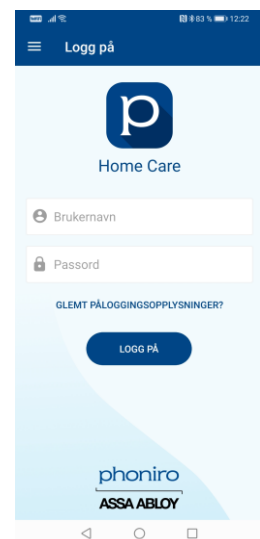 83 % 12:22
Logg på
p
Home Care
Brukernavn
Passord
GLEMT PÅLOGGINGSOPPLYSNINGER?
LOGG PÅ
phoniro
ASSA ABLOY